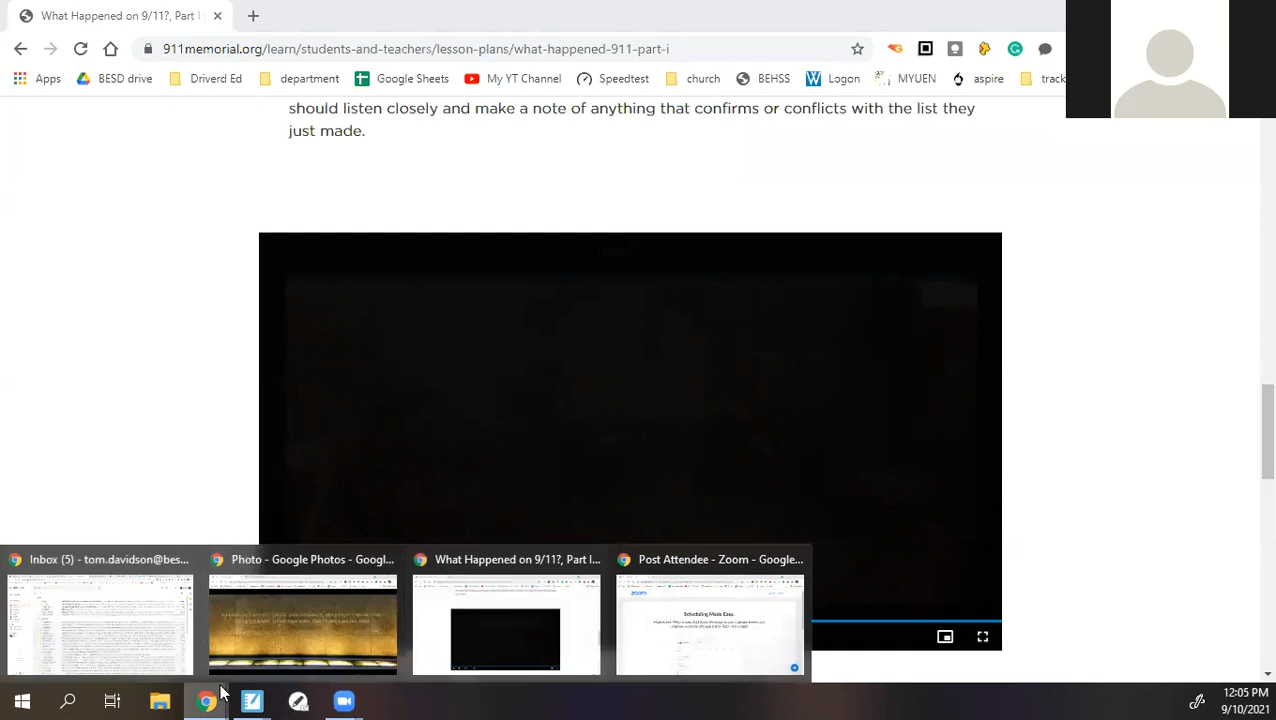 What Happened on 9/11?, Part I
911memorial.org/learn/students-and-teachers/lesson-plans/what-happened-911-part-i
Apps BESD drive Driverd Ed department Google Sheets My YT Channel Speedtest church BEHSS Logon MYUEN aspire track
should listen closely and make a note of anything that confirms or conflicts with the list they
just made.
Inbox (5) - tom.davidson@bes... Photo - Google Photos - Googl... What Happened on 9/11?, Part I... Post Attendee - Zoom - Google...
zoom
Scheduling Made Easy.
12:05 PM
9/10/2021